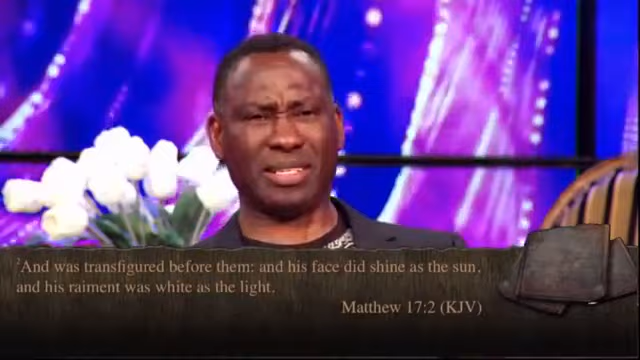 ²And was transfigured before them: and his face did shine as the sun,
and his raiment was white as the light,
Matthew 17:2 (KJV)